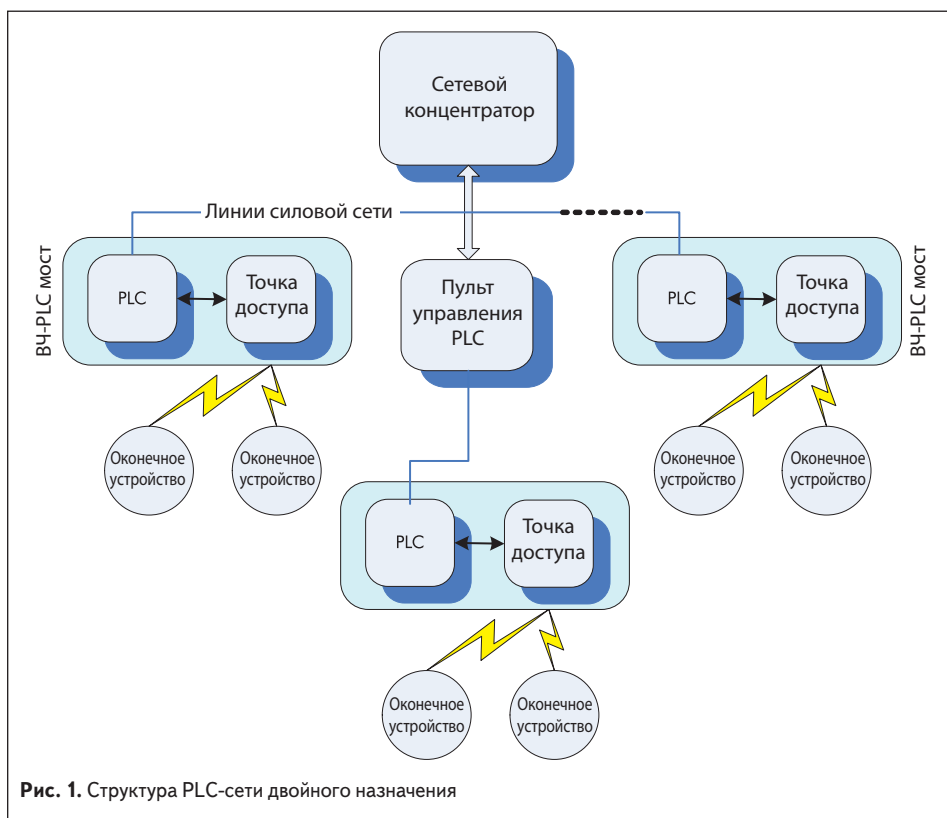 Сетевой
концентратор
Линии силовой сети
ВЧ-PLC мост
PLC
Точка
доступа
Пульт
управления
PLC
PLC
Точка
доступа
ВЧ-PLC мост
Оконечное
устройство
Оконечное
устройство
Оконечное
устройство
Оконечное
устройство
PLC
Точка
доступа
Оконечное
устройство
Оконечное
устройство
Рис. 1. Структура PLC-сети двойного назначения